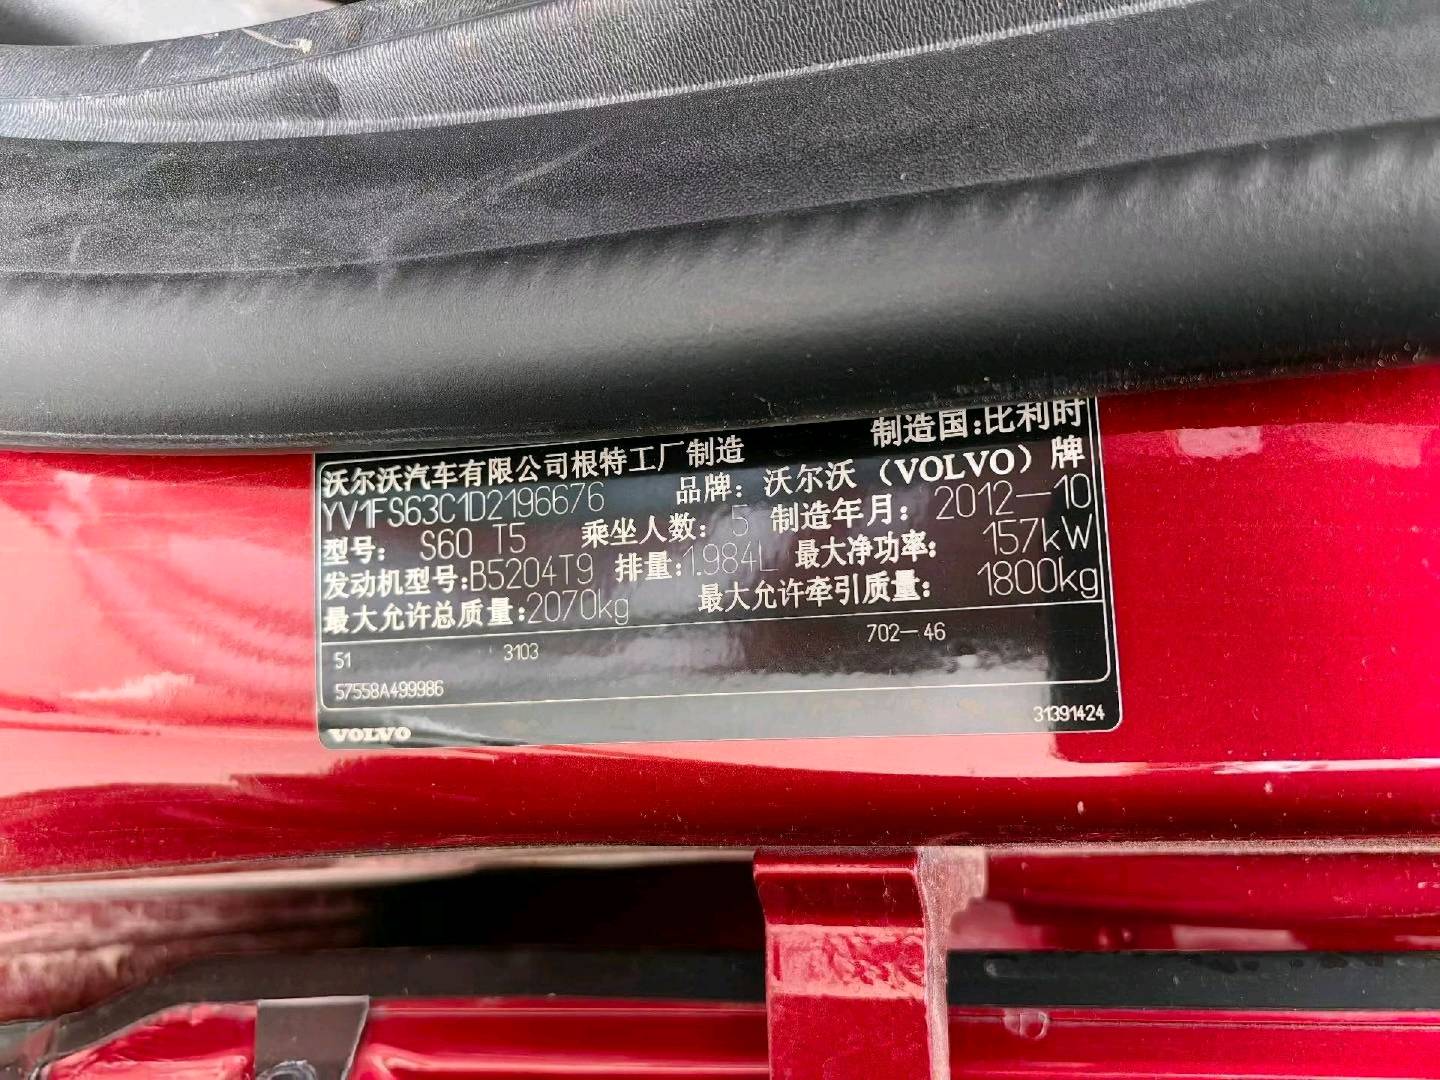 制造国:比利时
沃尔沃汽车有限公司根特工厂制造
YV1FS63C1D2196676 品牌: 沃尔沃（VOLVO）牌
型号: S60 T5 乘坐人数: 5 制造年月: 2012-10
发动机型号:B5204T9 排量:1.984L 最大净功率: 157kW
最大允许总质量:2070kg 最大允许牵引质量: 1800kg
51 3103 702-46
57558A499986
VOLVO 31391424